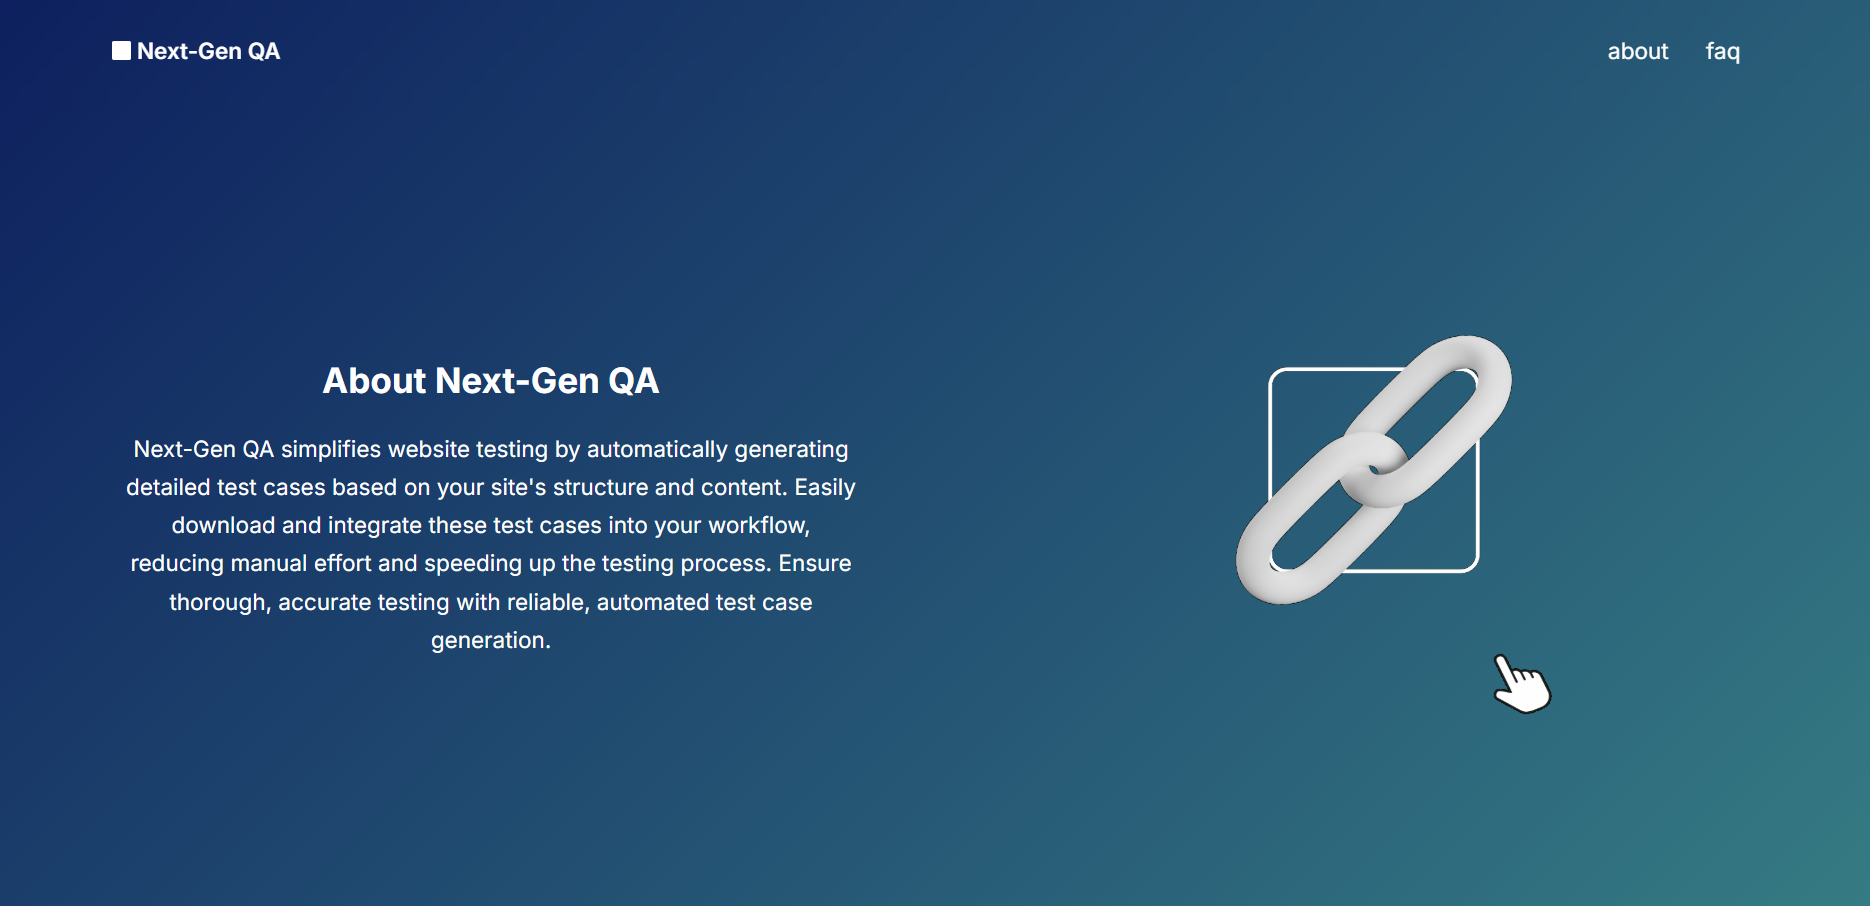 Next-Gen QA
about
faq
About Next-Gen QA
Next-Gen QA simplifies website testing by automatically generating
detailed test cases based on your site's structure and content. Easily
download and integrate these test cases into your workflow,
reducing manual effort and speeding up the testing process. Ensure
thorough, accurate testing with reliable, automated test case
generation.